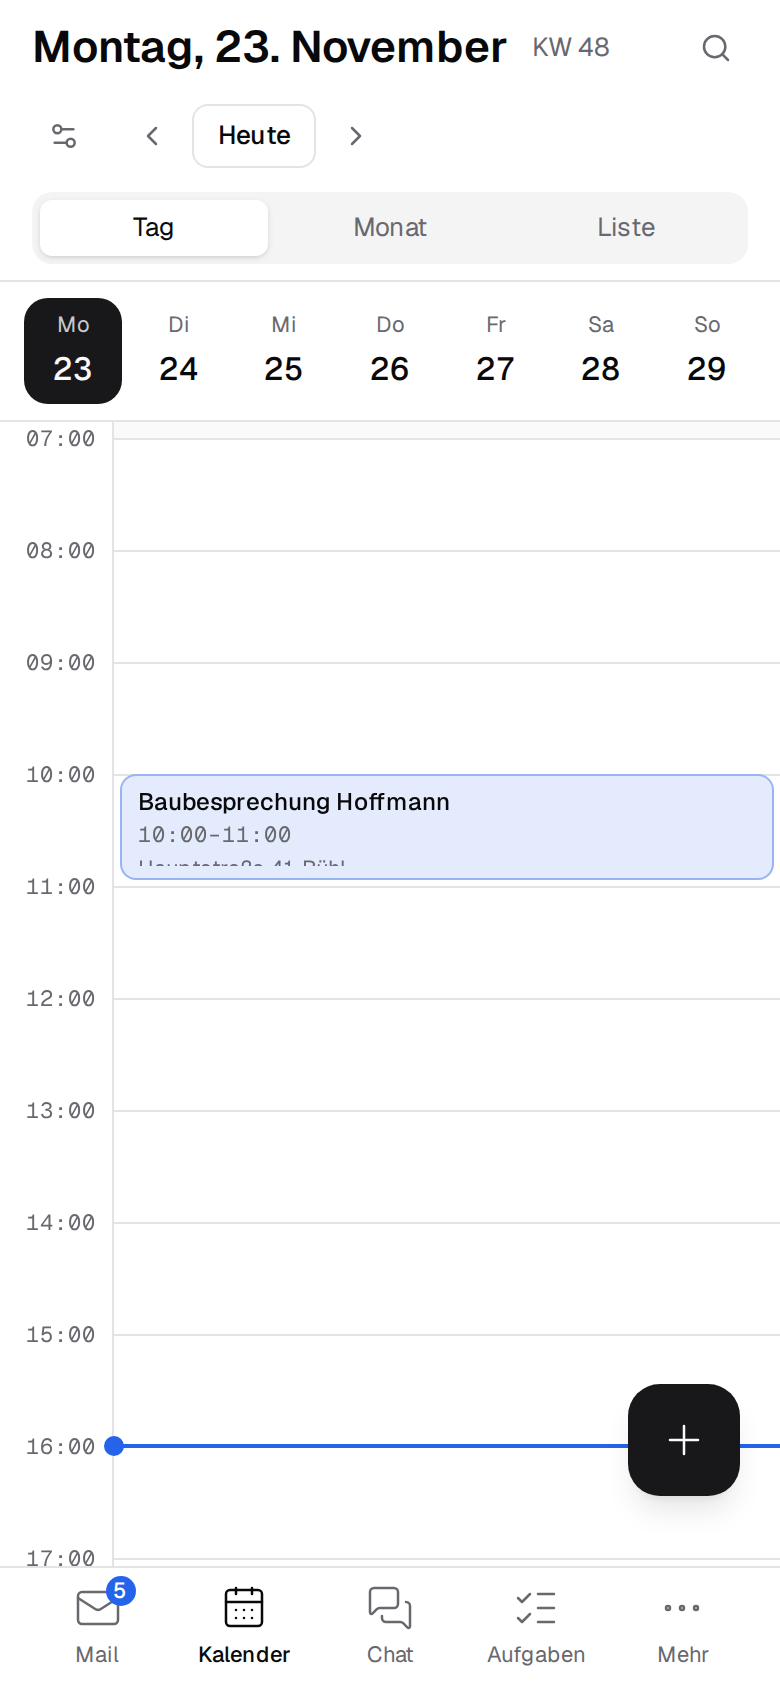 Montag, 23. November KW 48
Heute
Tag Monat Liste
Mo Di Mi Do Fr Sa So
23 24 25 26 27 28 29
07:00
08:00
09:00
10:00
Baubesprechung Hoffmann
10:00–11:00
11:00
12:00
13:00
14:00
15:00
16:00
17:00
5
Mail Kalender Chat Aufgaben Mehr